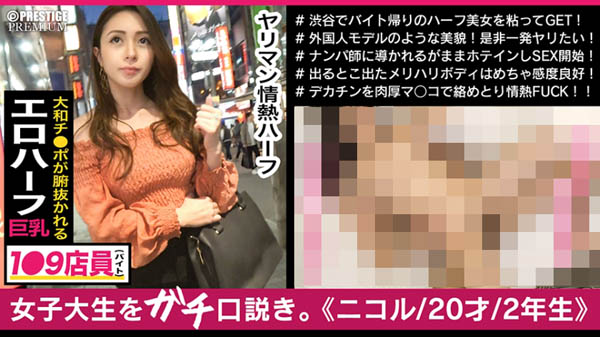 PRESTIGE
PREMIUM
# 渋谷でバイト帰りのハーフ美女を粘ってGET!
# 外国人モデルのような美貌!是非一発ヤリたい!
# ナンパ師に導かれるがままホテインしSEX開始!
# 出るとこ出たメリハリボディはめちゃ感度良好!
# デカチンを肉厚マ〇コで絡めとり情熱FUCK!!
ヤリマン情熱ハーフ
大和チ●ポが腑抜かれる
エロハーフ
巨乳
109店員(バイト)
女子大生をガチ口説き。《ニコル/20才/2年生》